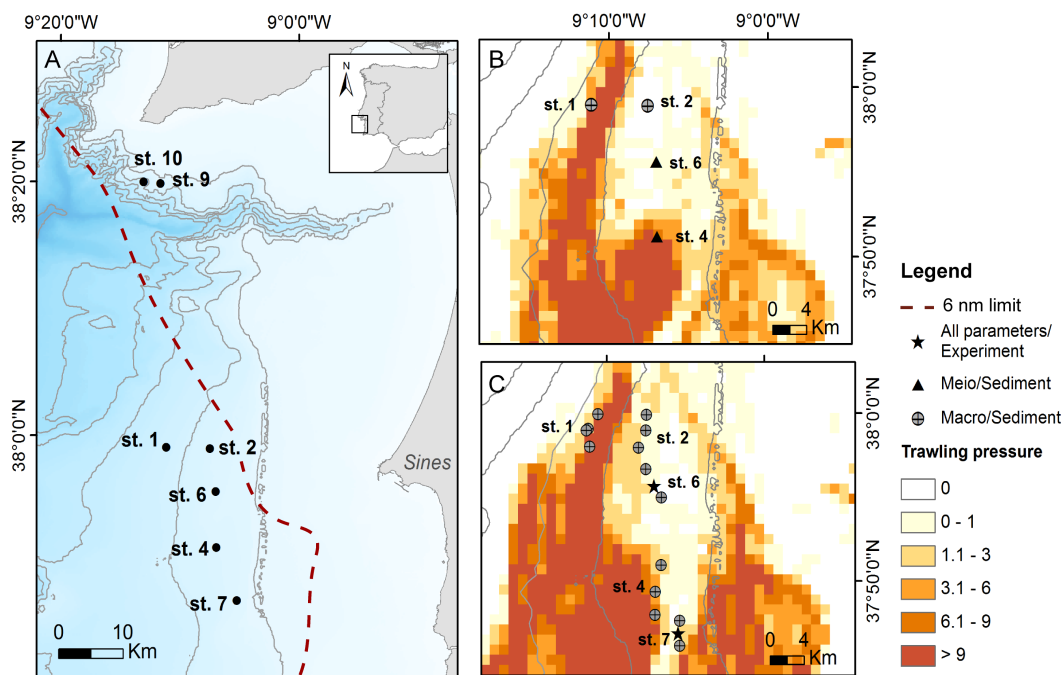 9°20'0"W 9°0'0"W
A
N
38°20'0"N
st. 10
st. 9
38°0'0"N
st. 1
st. 2
Sines
st. 6
st. 4
st. 7
0 10
Km
9°10'0"W 9°0'0"W
B
38°0'0"N
st. 1
st. 2
st. 6
st. 4
37°50'0"N
0 4
Km
C
38°0'0"N
st. 1
st. 2
st. 6
37°50'0"N
st. 4
st. 7
0 4
Km
Legend
6 nm limit
All parameters/
Experiment
Meio/Sediment
Macro/Sediment
Trawling pressure
0
0 - 1
1.1 - 3
3.1 - 6
6.1 - 9
> 9